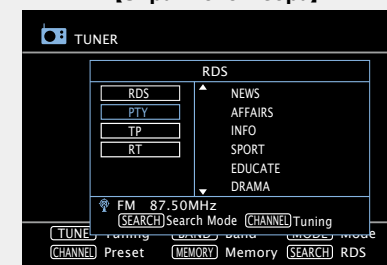 TUNER
RDS
RDS
PTY
TP
RT
NEWS
AFFAIRS
INFO
SPORT
EDUCATE
DRAMA
FM 87.50MHz
SEARCH Search Mode CHANNEL Tuning
TUNE Tuning BAND Band MODE Mode
CHANNEL Preset MEMORY Memory SEARCH RDS